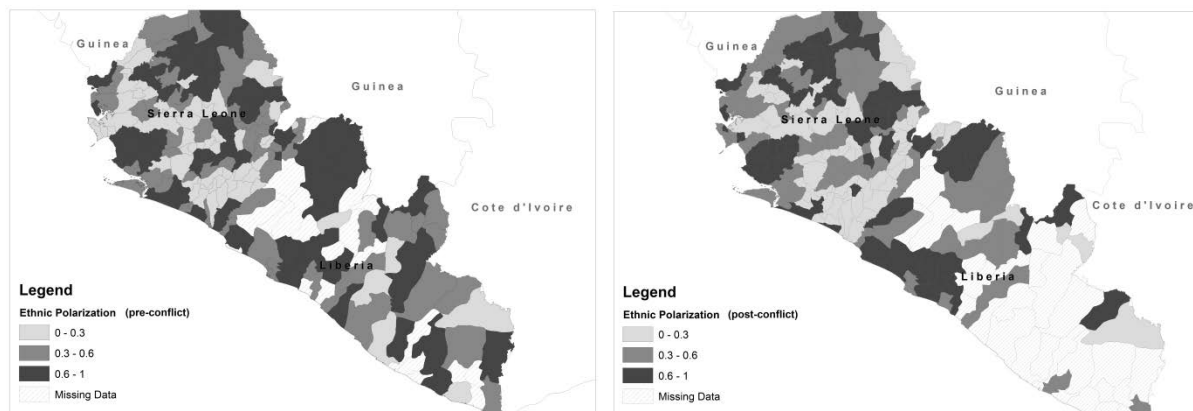 Guinea
Guinea
Sierra Leone
Cote d'Ivoire
Liberia
Legend
Ethnic Polarization (pre-conflict)
0 - 0.3
0.3 - 0.6
0.6 - 1
Missing Data
Guinea
Guinea
Sierra Leone
Cote d'Ivoire
Liberia
Legend
Ethnic Polarization (post-conflict)
0 - 0.3
0.3 - 0.6
0.6 - 1
Missing Data